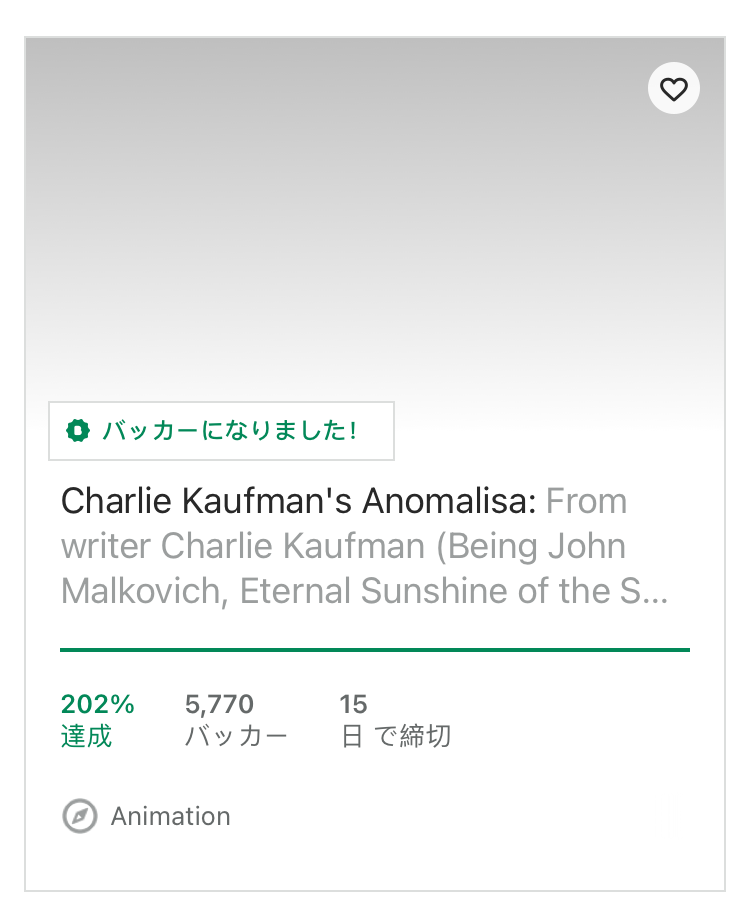 バッカーになりました!
Charlie Kaufman's Anomalisa: From
writer Charlie Kaufman (Being John
Malkovich, Eternal Sunshine of the S...
202% 5,770 15
達成 バッカー 日 で締切
Animation